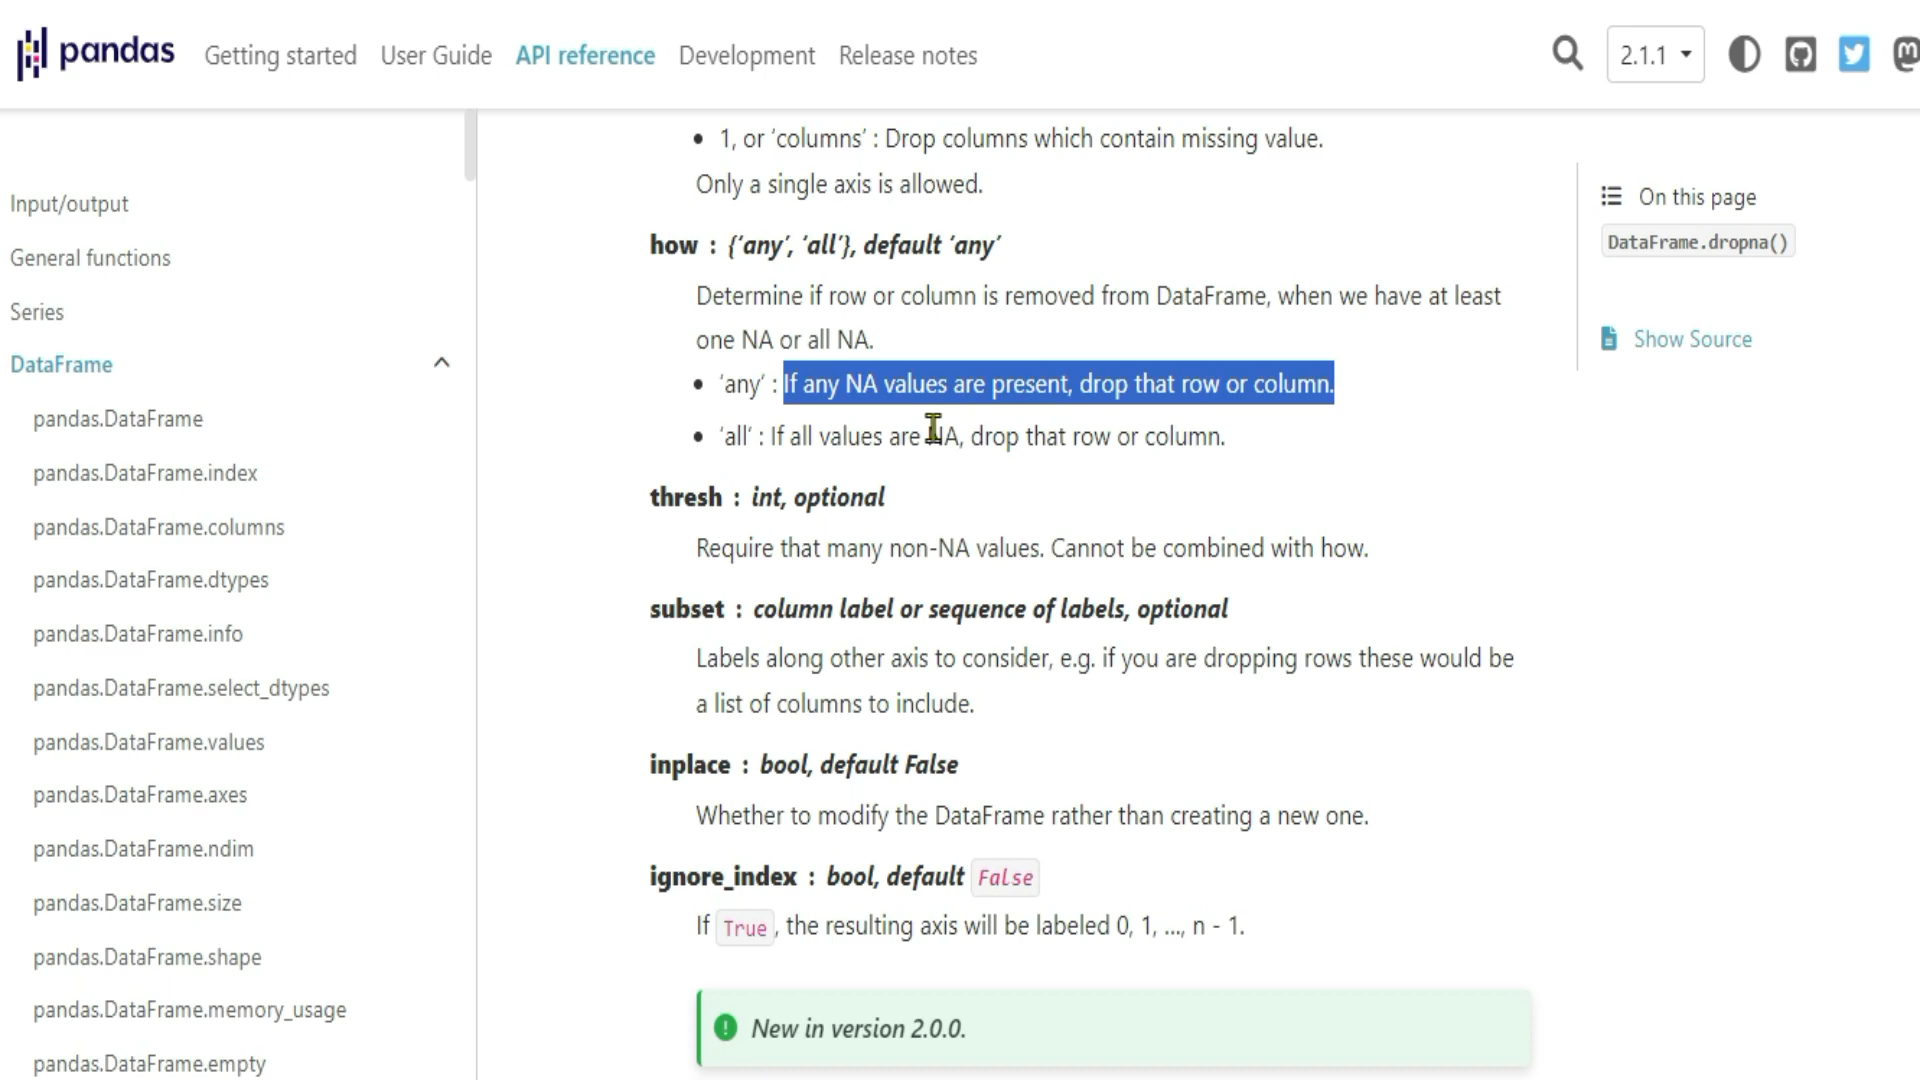 pandas
Getting started
User Guide
API reference
Development
Release notes
2.1.1
Input/output
General functions
Series
DataFrame
pandas.DataFrame
pandas.DataFrame.index
pandas.DataFrame.columns
pandas.DataFrame.dtypes
pandas.DataFrame.info
pandas.DataFrame.select_dtypes
pandas.DataFrame.values
pandas.DataFrame.axes
pandas.DataFrame.ndim
pandas.DataFrame.size
pandas.DataFrame.shape
pandas.DataFrame.memory_usage
pandas.DataFrame.empty
• 1, or ‘columns’ : Drop columns which contain missing value.
Only a single axis is allowed.
how : {‘any’, ‘all’}, default ‘any’
Determine if row or column is removed from DataFrame, when we have at least
one NA or all NA.
• ‘any’ : If any NA values are present, drop that row or column.
• ‘all’ : If all values are NA, drop that row or column.
thresh : int, optional
Require that many non-NA values. Cannot be combined with how.
subset : column label or sequence of labels, optional
Labels along other axis to consider, e.g. if you are dropping rows these would be
a list of columns to include.
inplace : bool, default False
Whether to modify the DataFrame rather than creating a new one.
ignore_index : bool, default False
If True, the resulting axis will be labeled 0, 1, …, n - 1.
New in version 2.0.0.
On this page
DataFrame.dropna()
Show Source